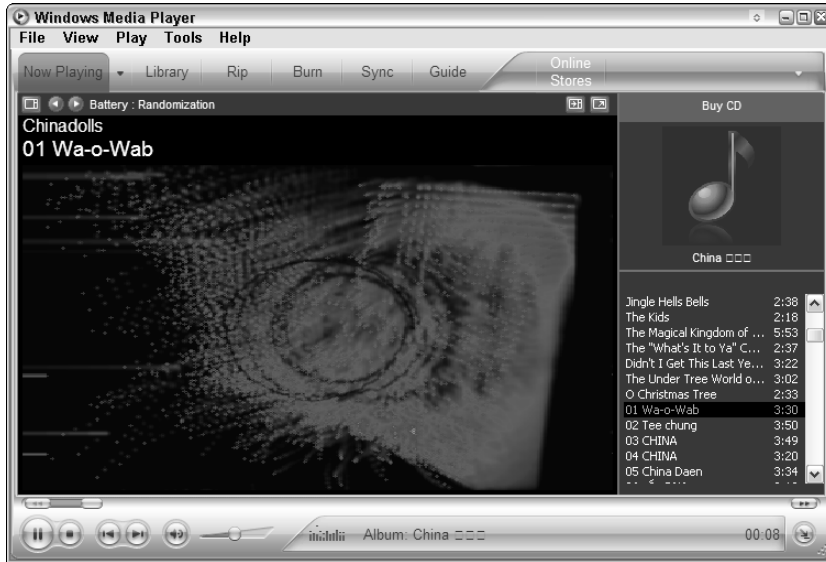 Windows Media Player
File View Play Tools Help
Now Playing Library Rip Burn Sync Guide Online Stores
Battery : Randomization
Buy CD
Chinadolls
01 Wa-o-Wab
China □□□
Jingle Hells Bells 2:38
The Kids 2:18
The Magical Kingdom of ... 5:53
The "What's It to Ya" C... 2:37
Didn't I Get This Last Ye... 3:22
The Under Tree World o... 3:02
O Christmas Tree 2:33
01 Wa-o-Wab 3:30
02 Tee chung 3:50
03 CHINA 3:49
04 CHINA 3:20
05 China Daen 3:34
Album: China □□□ 00:08